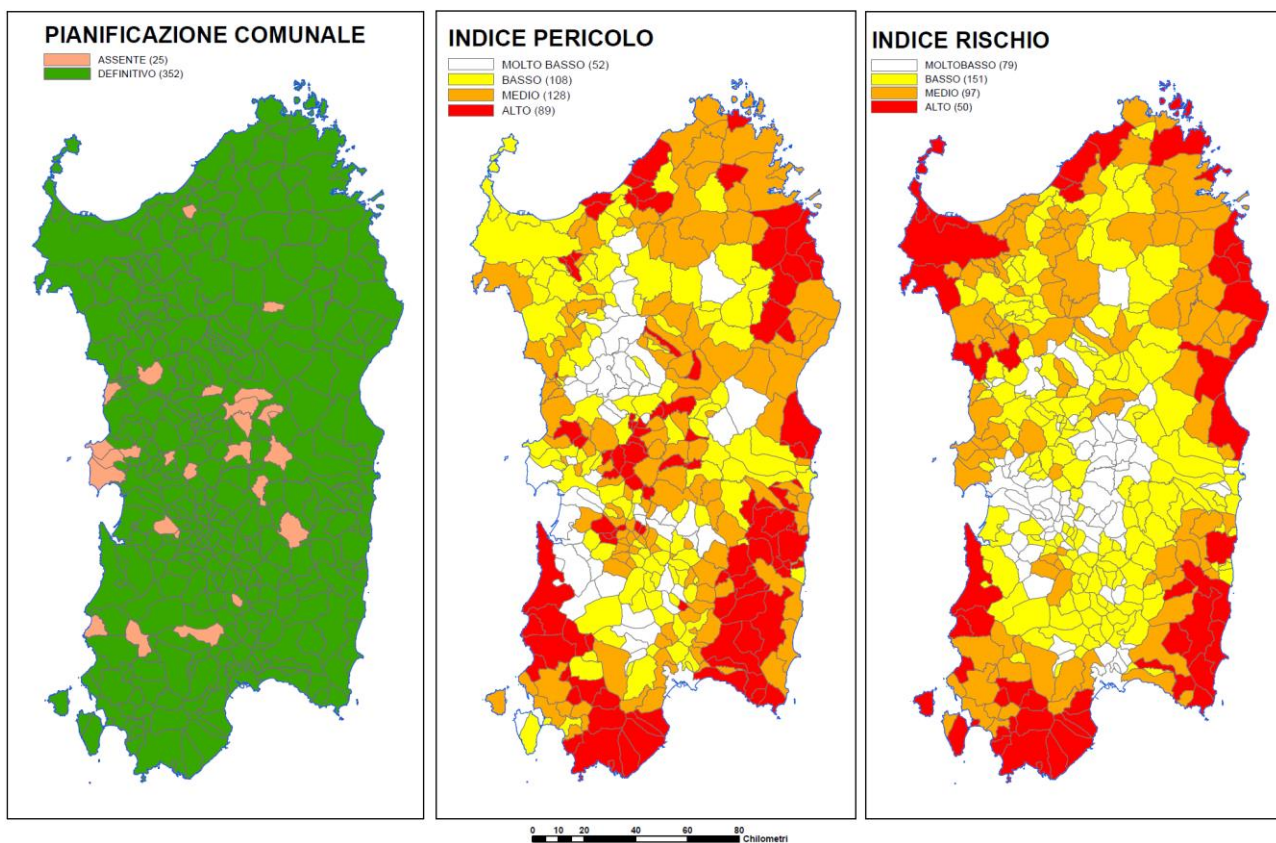 PIANIFICAZIONE COMUNALE
ASSENTE (25)
DEFINITIVO (352)
INDICE PERICOLO
MOLTO BASSO (52)
BASSO (108)
MEDIO (128)
ALTO (89)
INDICE RISCHIO
MOLTOBASSO (79)
BASSO (151)
MEDIO (97)
ALTO (50)
0 10 20 40 60 80 Chilometri